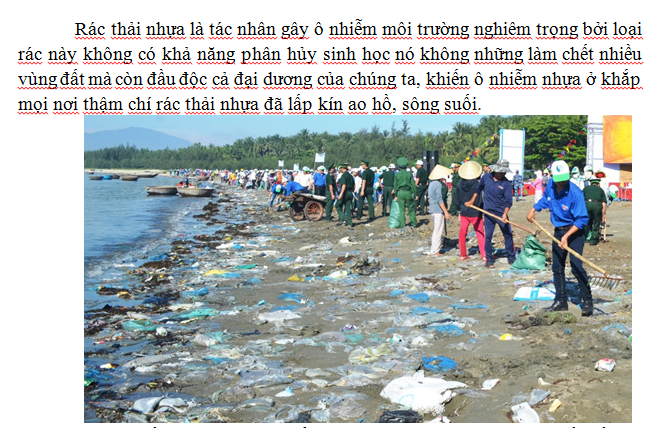 Rác thải nhựa là tác nhân gây ô nhiễm môi trường nghiêm trọng bởi loại
rác này không có khả năng phân hủy sinh học nó không những làm chết nhiều
vùng đất mà còn đầu độc cả đại dương của chúng ta, khiến ô nhiễm nhựa ở khắp
mọi nơi thậm chí rác thải nhựa đã lấp kín ao hồ, sông suối.